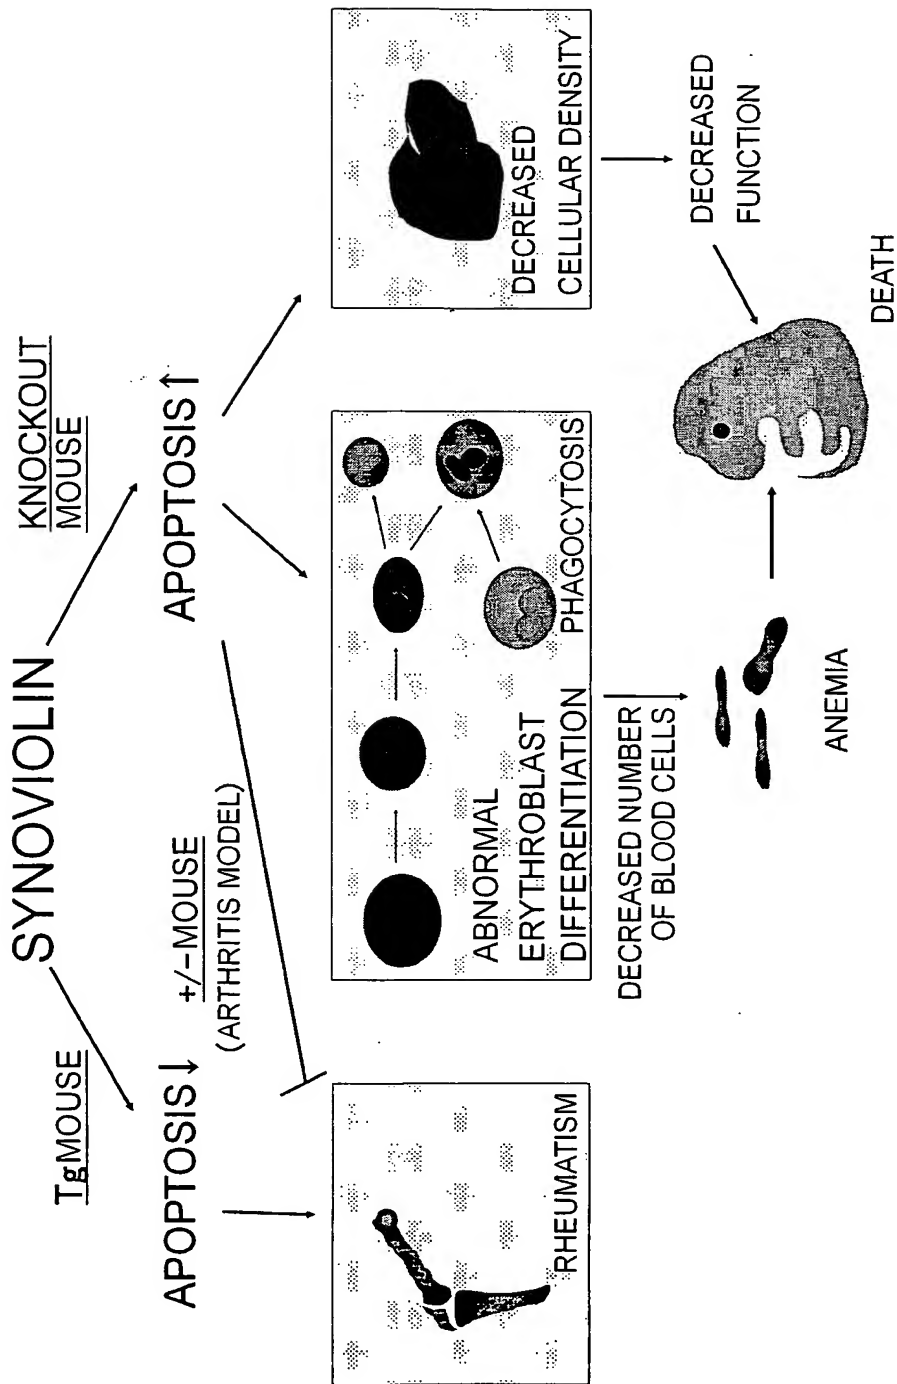 SYNOVIOLIN
TgMOUSE
KNOCKOUT
MOUSE
APOPTOSIS↓
+/-MOUSE
(ARTHRITIS MODEL)
APOPTOSIS↑
RHEUMATISM
ABNORMAL
ERYTHROBLAST
DIFFERENTIATION
PHAGOCYTOSIS
DECREASED
CELLULAR DENSITY
DECREASED NUMBER
OF BLOOD CELLS
DECREASED
FUNCTION
ANEMIA
DEATH